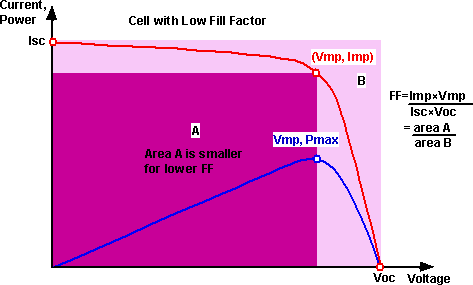 Current,
Power
Cell with Low Fill Factor
Isc
(Vmp, Imp)
B
FF=Imp×Vmp
Isc×Voc
= area A
area B
A
Area A is smaller
for lower FF
Vmp, Pmax
Voc
Voltage